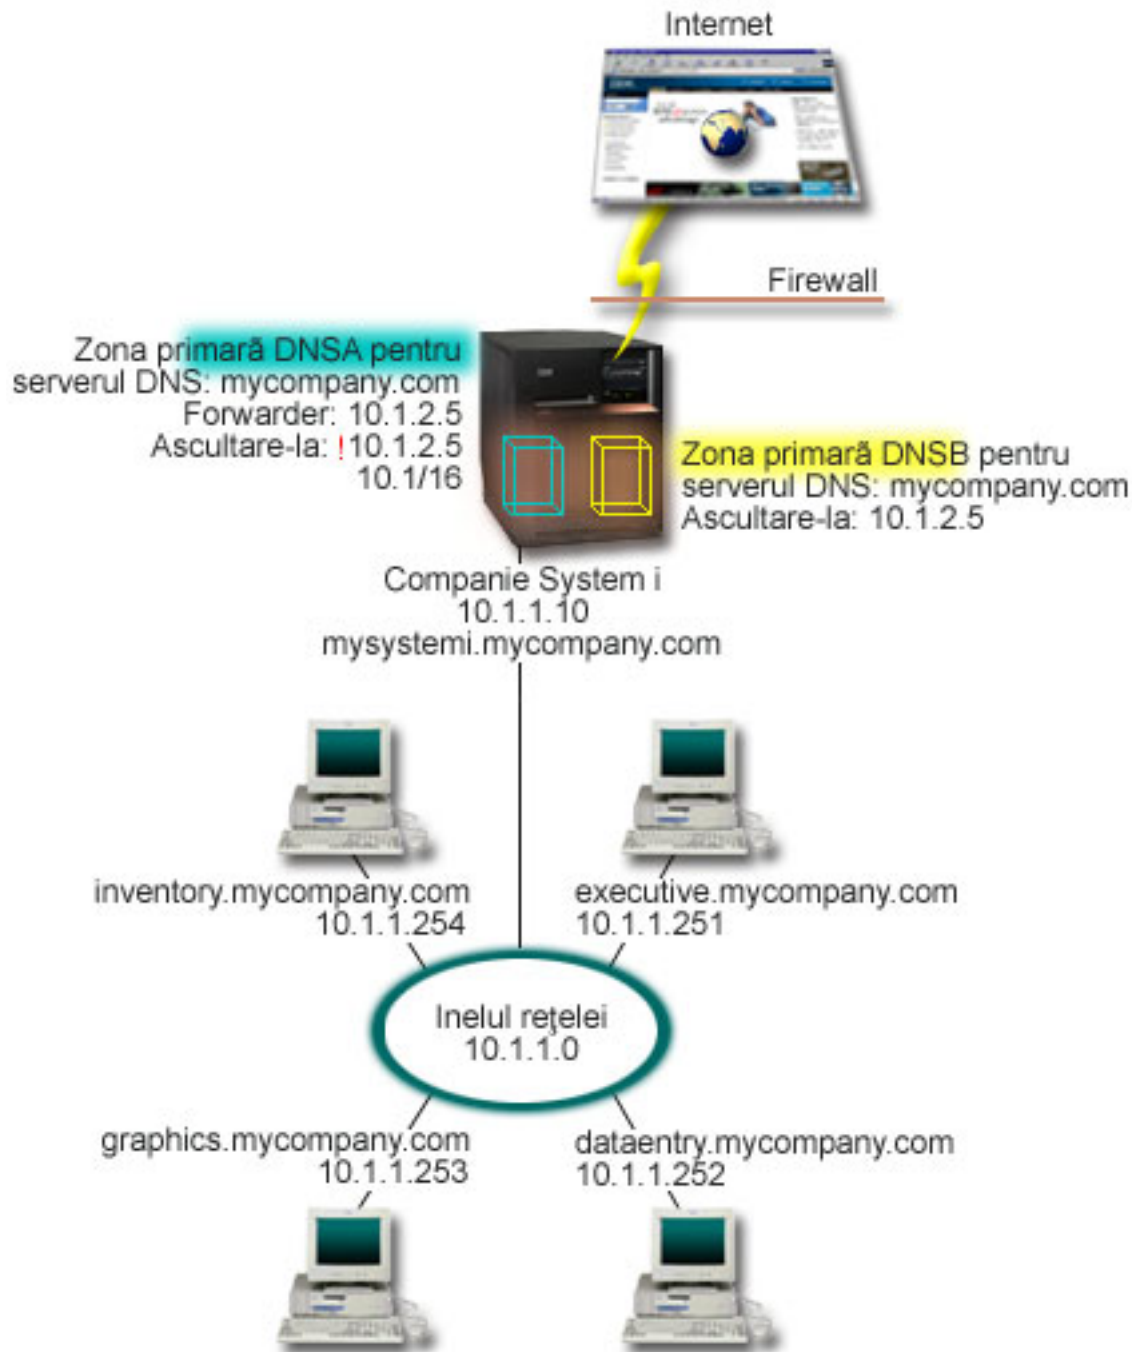 Internet
Firewall
Zona primară DNSA pentru
serverul DNS: mycompany.com
Forwarder: 10.1.2.5
Ascultare-la: !10.1.2.5
10.1/16
Zona primară DNSB pentru
serverul DNS: mycompany.com
Ascultare-la: 10.1.2.5
Companie System i
10.1.1.10
mysystemi.mycompany.com
inventory.mycompany.com
10.1.1.254
executive.mycompany.com
10.1.1.251
Inelul reţelei
10.1.1.0
graphics.mycompany.com
10.1.1.253
dataentry.mycompany.com
10.1.1.252